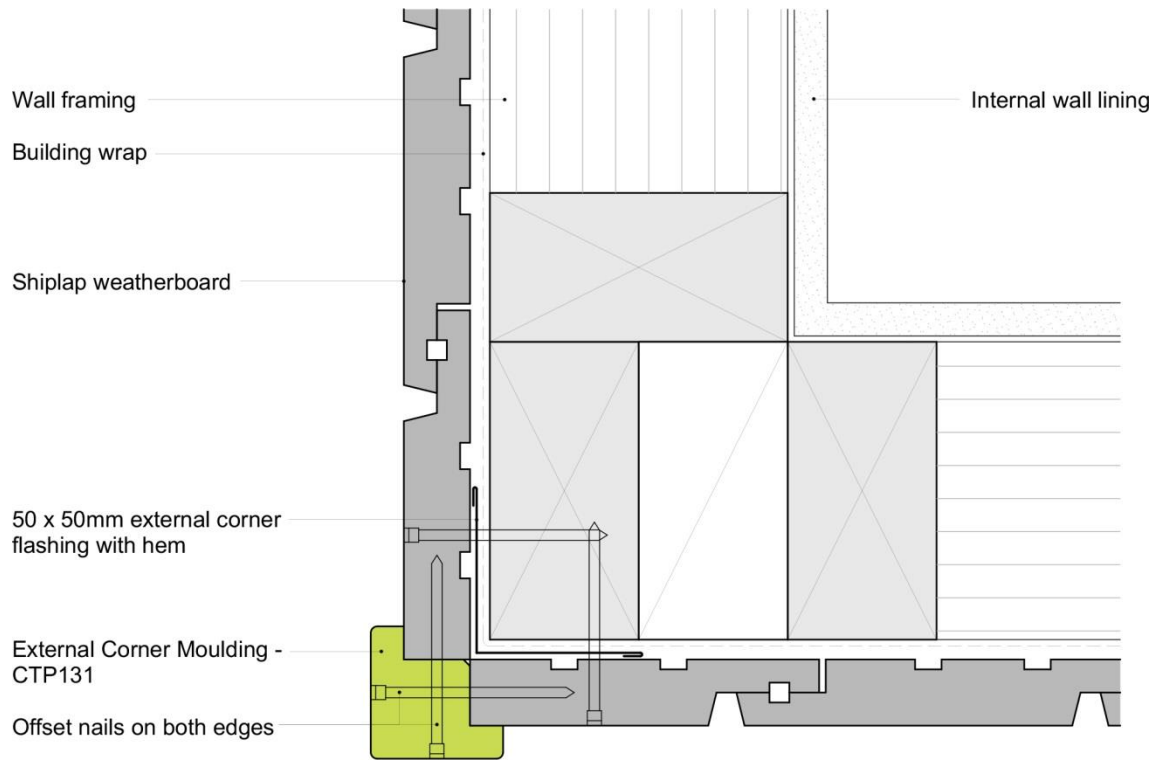 Wall framing
Internal wall lining
Building wrap
Shiplap weatherboard
50 x 50mm external corner
flashing with hem
External Corner Moulding -
CTP131
Offset nails on both edges